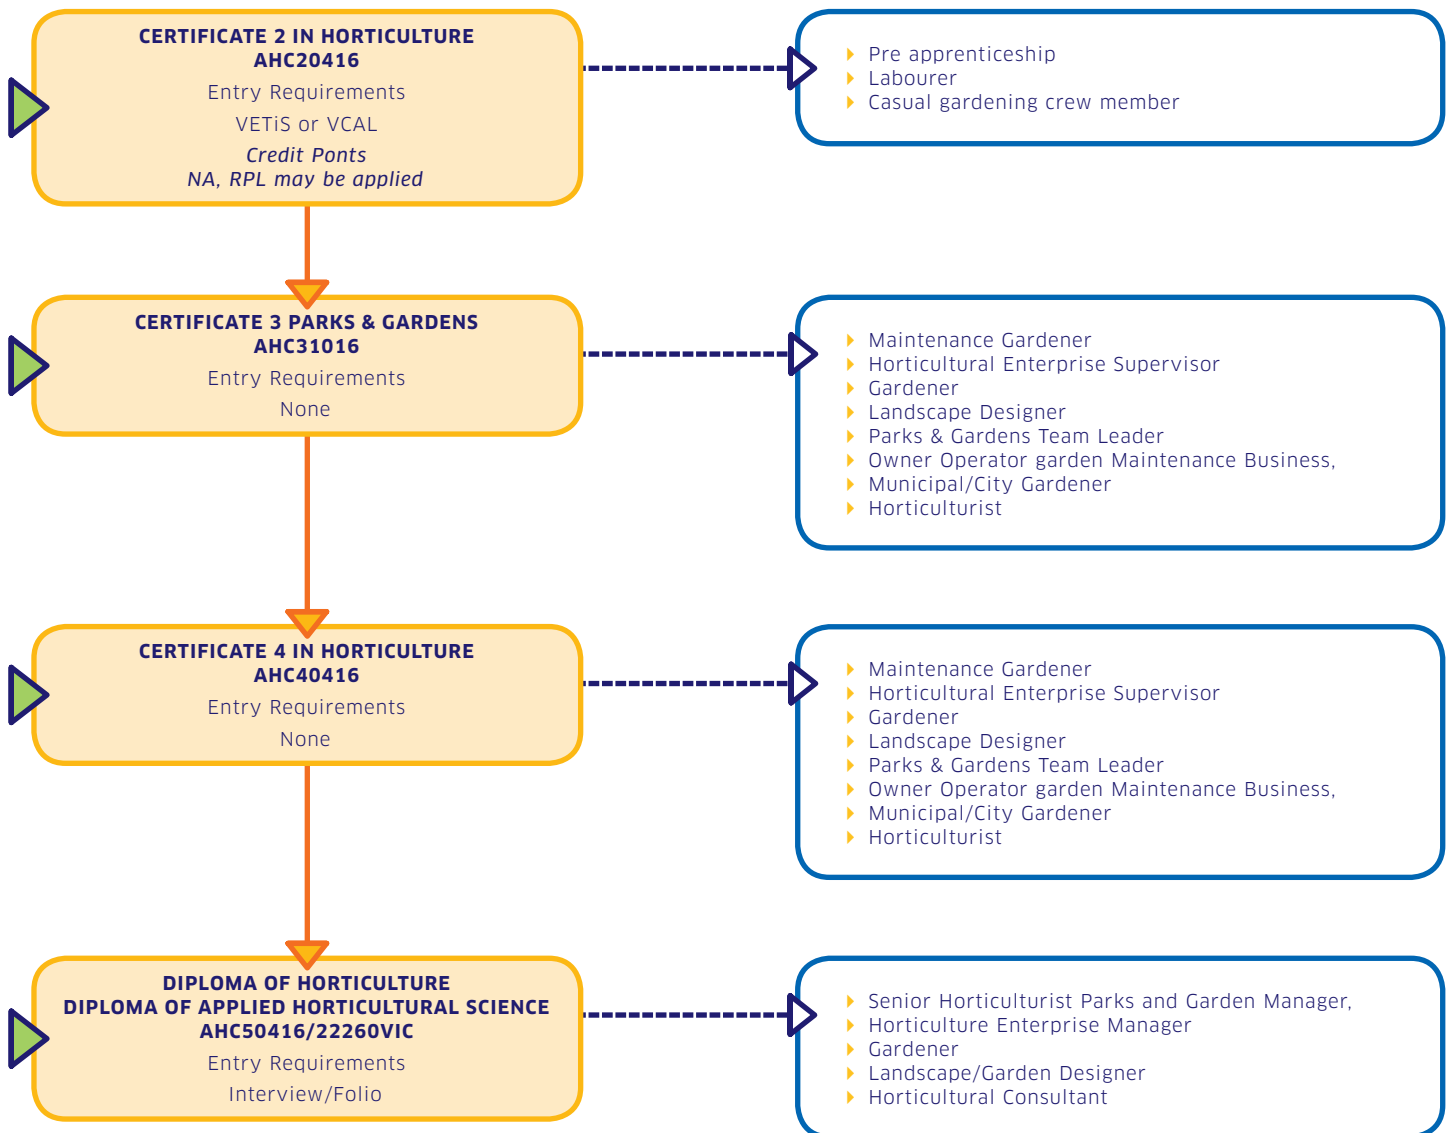 CERTIFICATE 2 IN HORTICULTURE
AHC20416
Entry Requirements
VETiS or VCAL
Credit Ponts
NA, RPL may be applied
Pre apprenticeship
Labourer
Casual gardening crew member
CERTIFICATE 3 PARKS & GARDENS
AHC31016
Entry Requirements
None
Maintenance Gardener
Horticultural Enterprise Supervisor
Gardener
Landscape Designer
Parks & Gardens Team Leader
Owner Operator garden Maintenance Business,
Municipal/City Gardener
Horticulturist
CERTIFICATE 4 IN HORTICULTURE
AHC40416
Entry Requirements
None
Maintenance Gardener
Horticultural Enterprise Supervisor
Gardener
Landscape Designer
Parks & Gardens Team Leader
Owner Operator garden Maintenance Business,
Municipal/City Gardener
Horticulturist
DIPLOMA OF HORTICULTURE
DIPLOMA OF APPLIED HORTICULTURAL SCIENCE
AHC50416/22260VIC
Entry Requirements
Interview/Folio
Senior Horticulturist Parks and Garden Manager,
Horticulture Enterprise Manager
Gardener
Landscape/Garden Designer
Horticultural Consultant